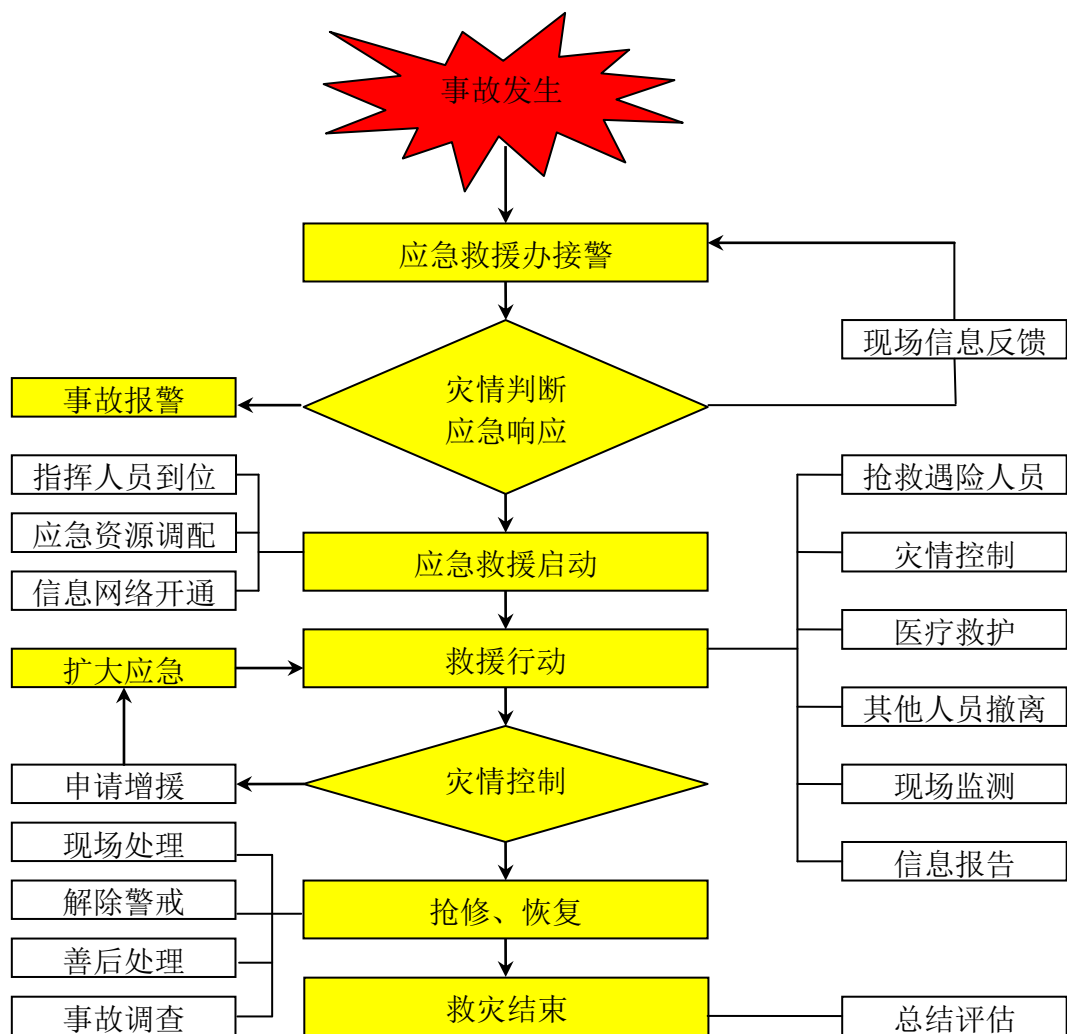 事故发生
应急救援办接警
现场信息反馈
灾情判断
应急响应
事故报警
指挥人员到位
应急资源调配
信息网络开通
应急救援启动
抢救遇险人员
灾情控制
医疗救护
其他人员撤离
现场监测
信息报告
扩大应急
救援行动
申请增援
灾情控制
现场处理
解除警戒
善后处理
事故调查
抢修、恢复
救灾结束
总结评估